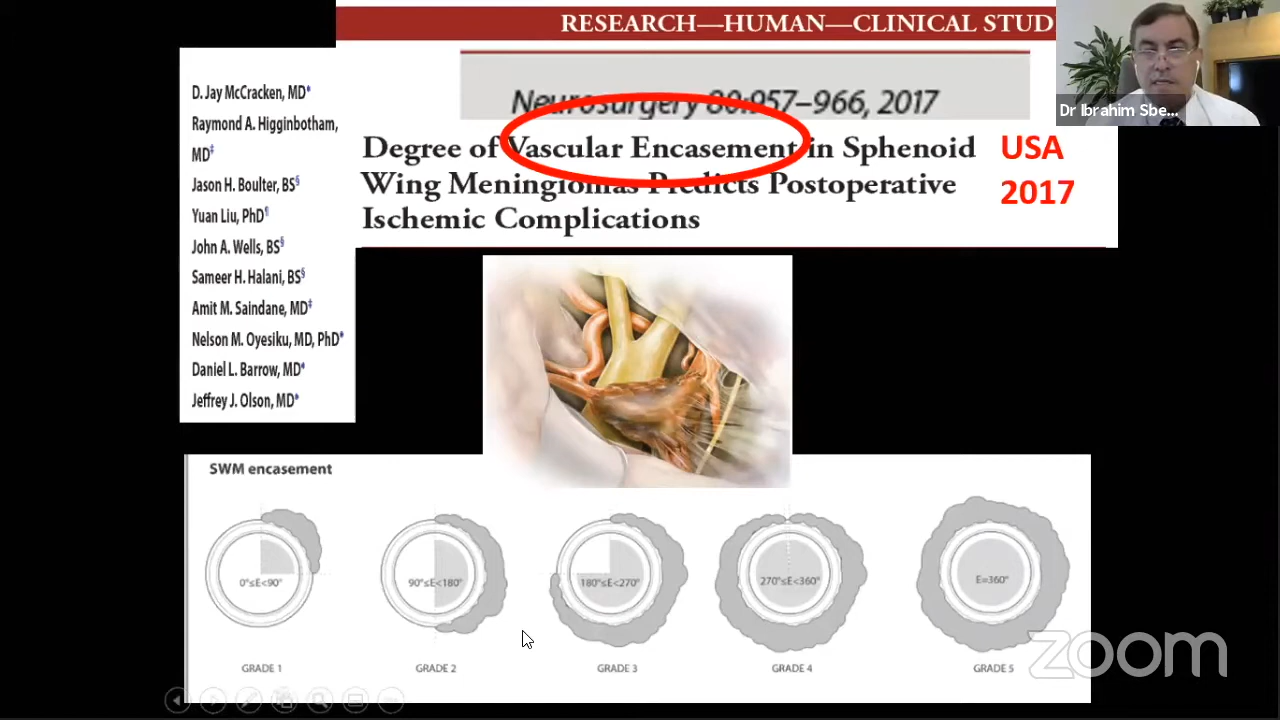 RESEARCH—HUMAN—CLINICAL STUD
Dr Ibrahim Sbe...
Neurosurgery 80:957–966, 2017
D. Jay McCracken, MD*
Raymond A. Higginbotham,
MD‡
Jason H. Boulter, BS§
Yuan Liu, PhD¶
John A. Wells, BS§
Sameer H. Halani, BS§
Amit M. Saindane, MD‡
Nelson M. Oyesiku, MD, PhD*
Daniel L. Barrow, MD*
Jeffrey J. Olson, MD*
Degree of Vascular Encasement in Sphenoid
Wing Meningiomas Predicts Postoperative
Ischemic Complications
USA
2017
SWM encasement
0°≤E<90°
90°≤E<180°
180°≤E<270°
270°≤E<360°
E=360°
GRADE 1
GRADE 2
GRADE 3
GRADE 4
GRADE 5
zoom